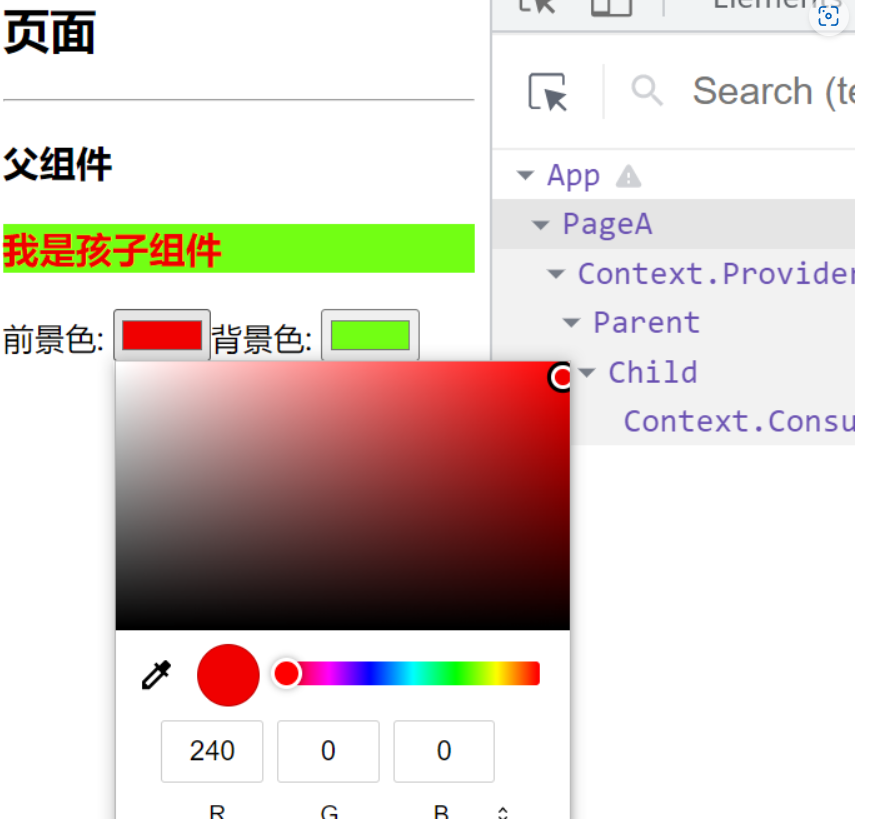 页面
父组件
我是孩子组件
前景色: 背景色:
240 0 0
R G B
Elements
Search (te
App
PageA
Context.Provider
Parent
Child
Context.Consu